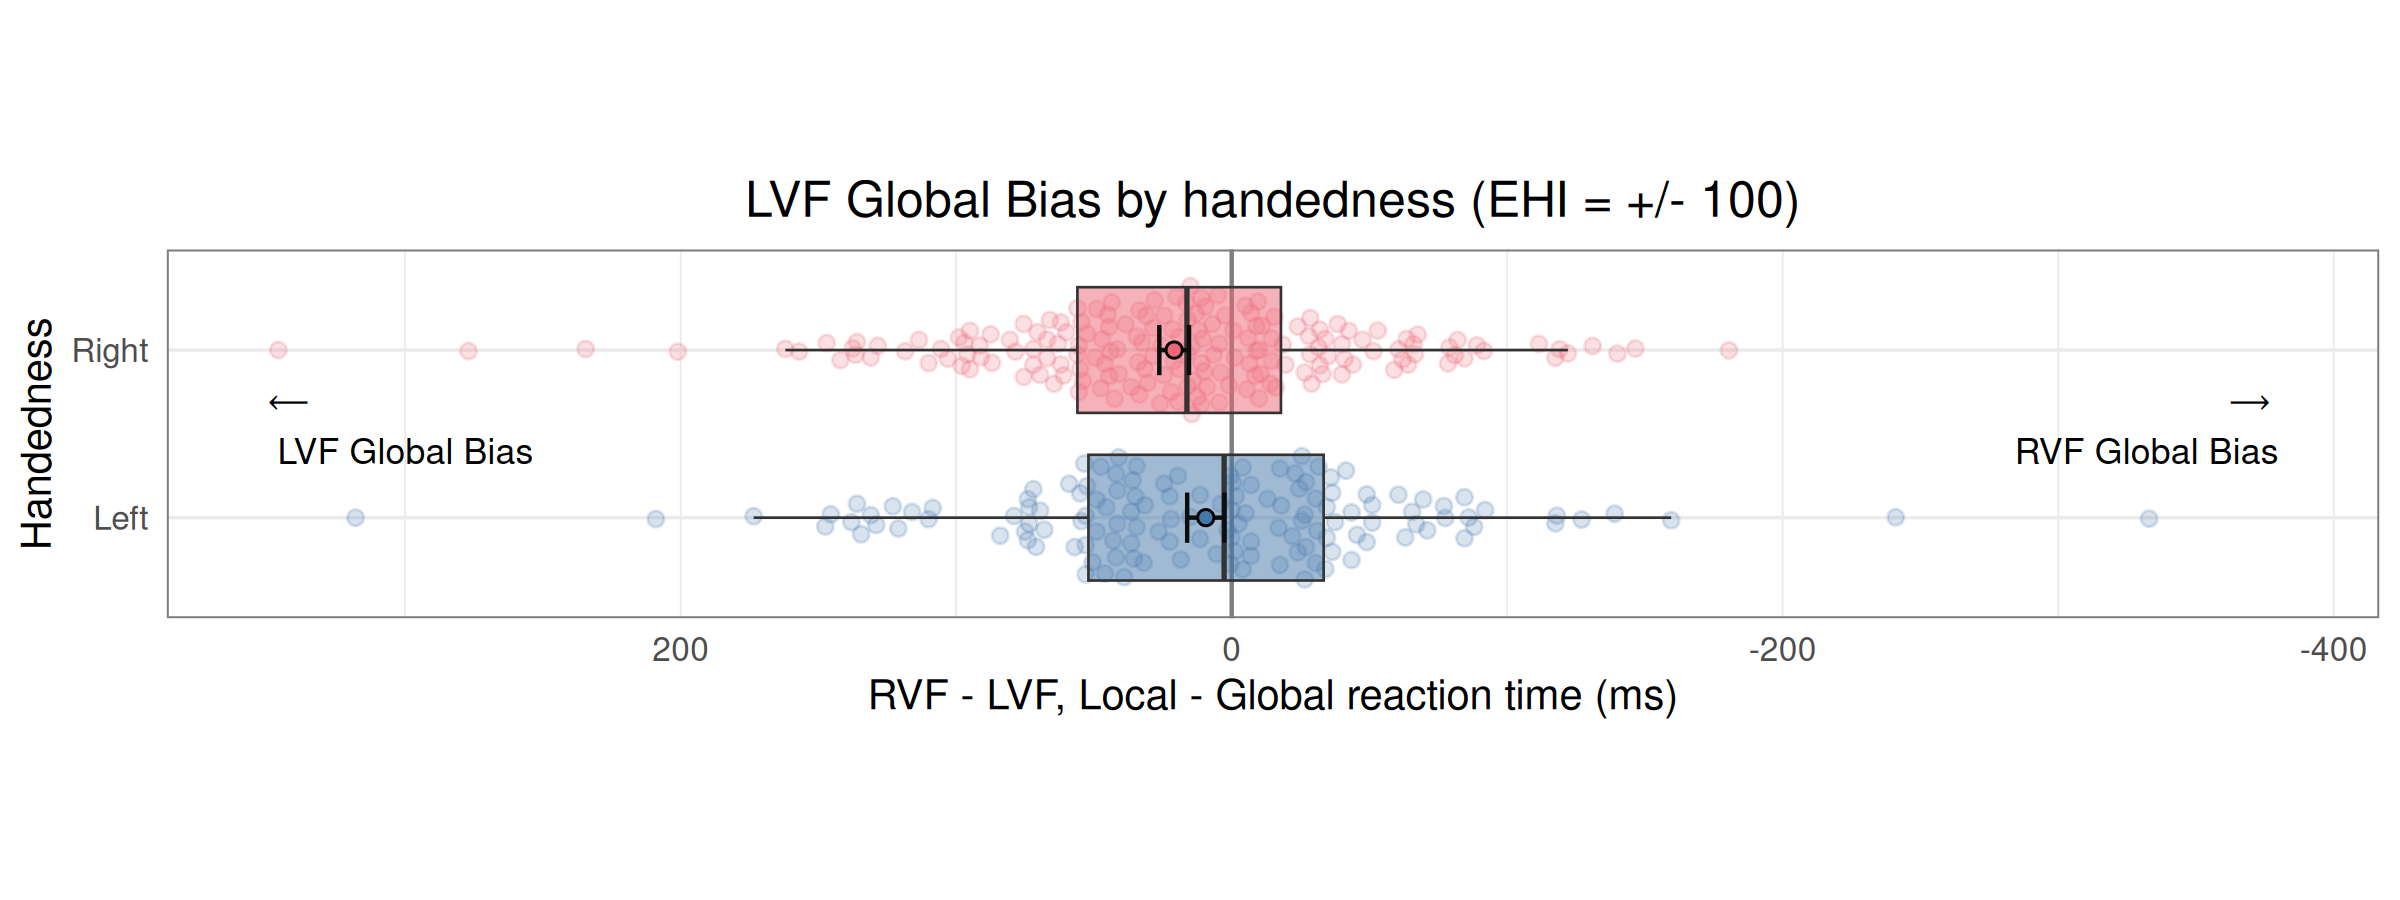 LVF Global Bias by handedness (EHI = +/- 100)
Handedness
Right
←
→
LVF Global Bias
RVF Global Bias
Left
200
0
-200
-400
RVF - LVF, Local - Global reaction time (ms)